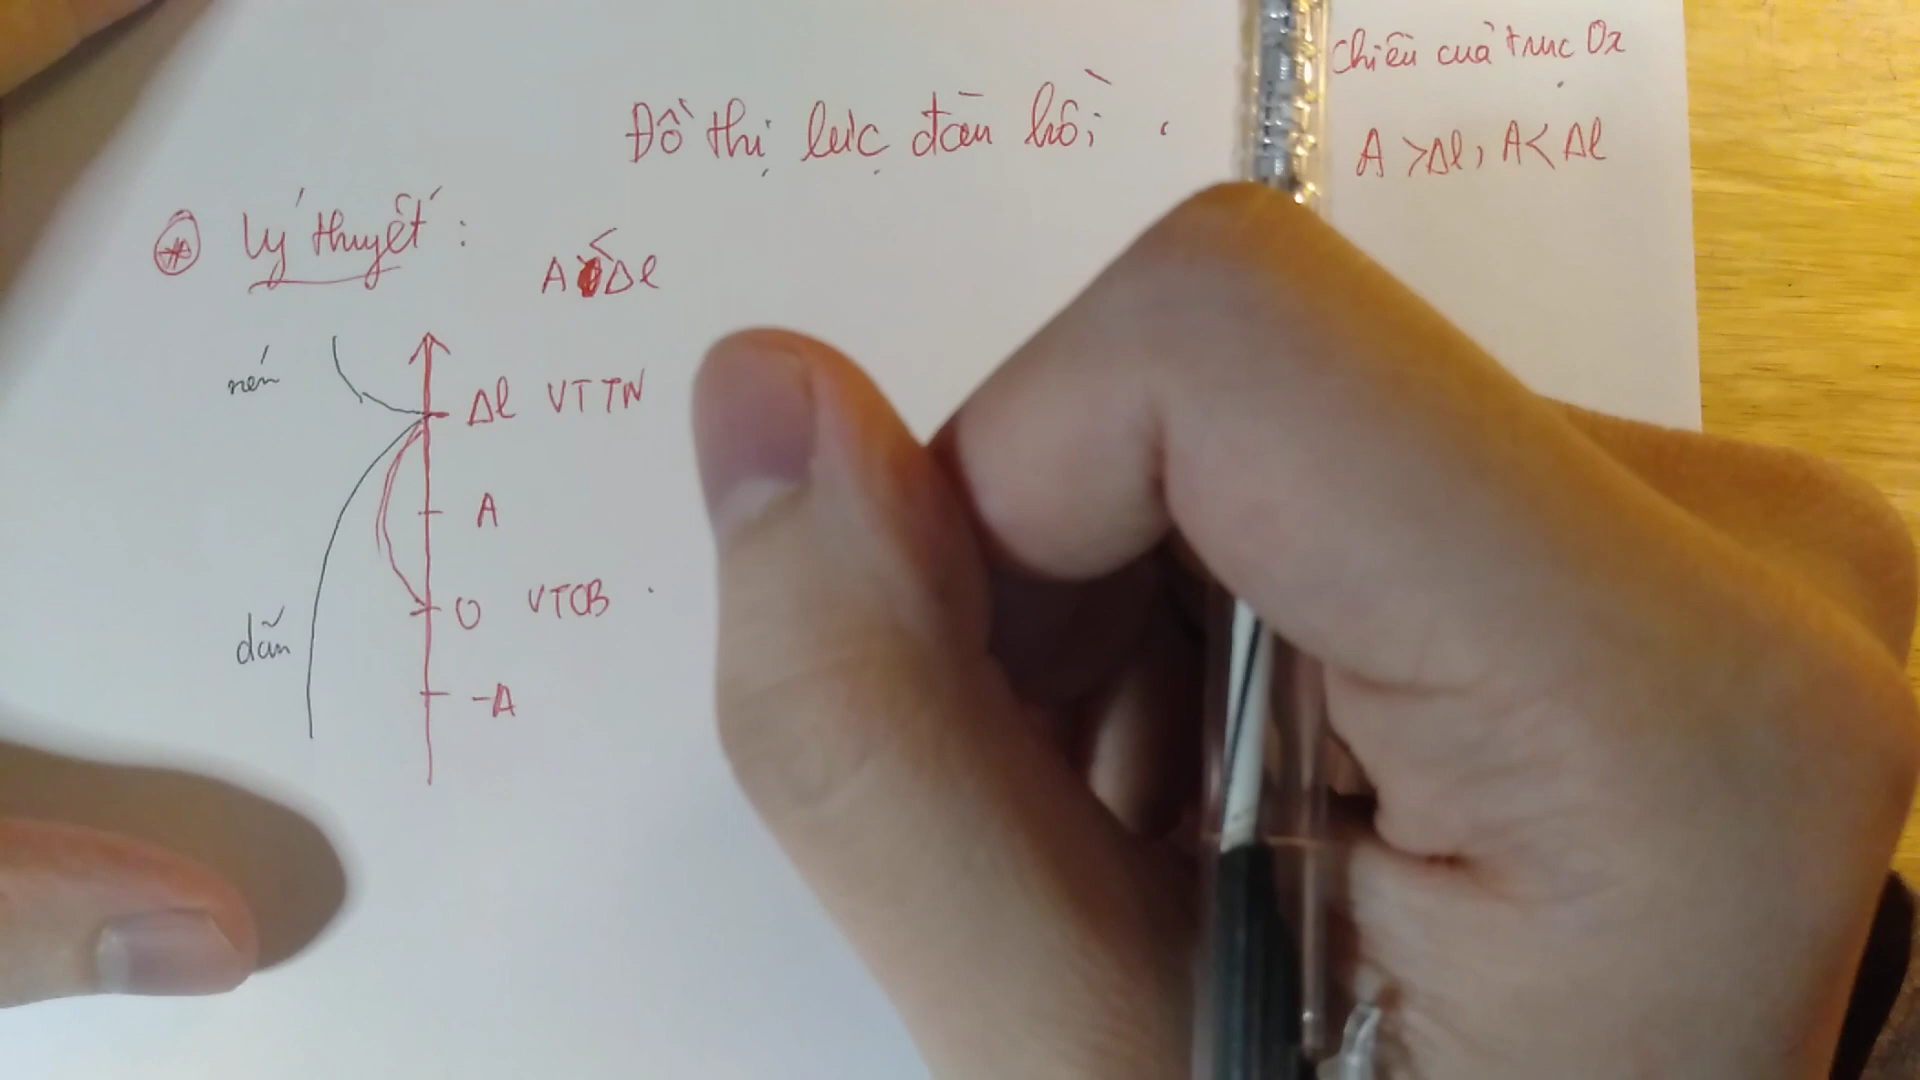 Chiều của trục Ox
Đồ thị lực đàn hồi
A > Δl, A < Δl
* Lý thuyết :
A < Δl
nén
Δl VTTN
A
O VTCB
dãn
-A